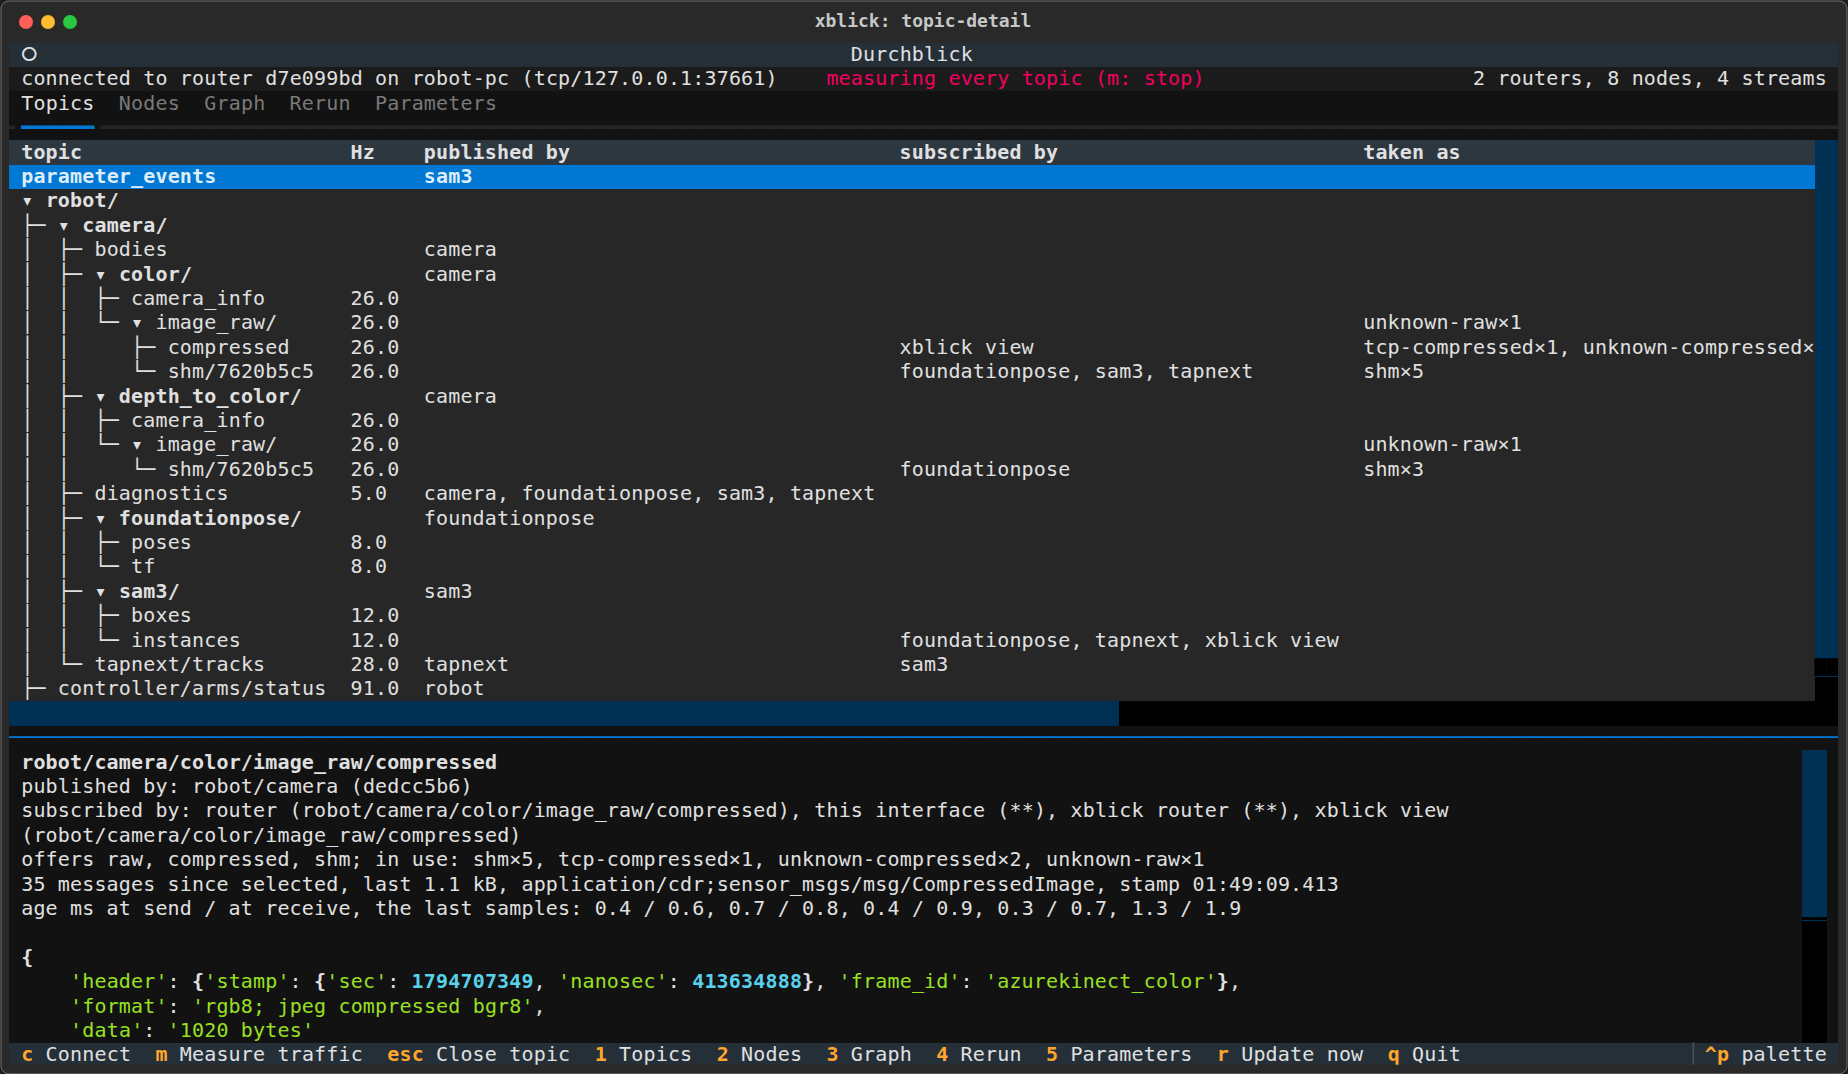 xblick: topic-detail
Durchblick
connected to router d7e099bd on robot-pc (tcp/127.0.0.1:37661)    measuring every topic (m: stop)    2 routers, 8 nodes, 4 streams
Topics  Nodes  Graph  Rerun  Parameters
topic  Hz  published by  subscribed by  taken as
parameter_events  sam3
▾ robot/
├─ ▾ camera/
│  ├─ bodies  camera
│  ├─ ▾ color/  camera
│  │  ├─ camera_info  26.0
│  │  └─ ▾ image_raw/  26.0  unknown-raw×1
│  │     ├─ compressed  26.0  xblick view  tcp-compressed×1, unknown-compressed×
│  │     └─ shm/7620b5c5  26.0  foundationpose, sam3, tapnext  shm×5
│  ├─ ▾ depth_to_color/  camera
│  │  ├─ camera_info  26.0
│  │  └─ ▾ image_raw/  26.0  unknown-raw×1
│  │     └─ shm/7620b5c5  26.0  foundationpose  shm×3
│  ├─ diagnostics  5.0  camera, foundationpose, sam3, tapnext
│  ├─ ▾ foundationpose/  foundationpose
│  │  ├─ poses  8.0
│  │  └─ tf  8.0
│  ├─ ▾ sam3/  sam3
│  │  ├─ boxes  12.0
│  │  └─ instances  12.0  foundationpose, tapnext, xblick view
│  └─ tapnext/tracks  28.0  tapnext  sam3
├─ controller/arms/status  91.0  robot
robot/camera/color/image_raw/compressed
published by: robot/camera (dedcc5b6)
subscribed by: router (robot/camera/color/image_raw/compressed), this interface (**), xblick router (**), xblick view
(robot/camera/color/image_raw/compressed)
offers raw, compressed, shm; in use: shm×5, tcp-compressed×1, unknown-compressed×2, unknown-raw×1
35 messages since selected, last 1.1 kB, application/cdr;sensor_msgs/msg/CompressedImage, stamp 01:49:09.413
age ms at send / at receive, the last samples: 0.4 / 0.6, 0.7 / 0.8, 0.4 / 0.9, 0.3 / 0.7, 1.3 / 1.9
{
    'header': {'stamp': {'sec': 1794707349, 'nanosec': 413634888}, 'frame_id': 'azurekinect_color'},
    'format': 'rgb8; jpeg compressed bgr8',
    'data': '1020 bytes'
c Connect  m Measure traffic  esc Close topic  1 Topics  2 Nodes  3 Graph  4 Rerun  5 Parameters  r Update now  q Quit  ^p palette